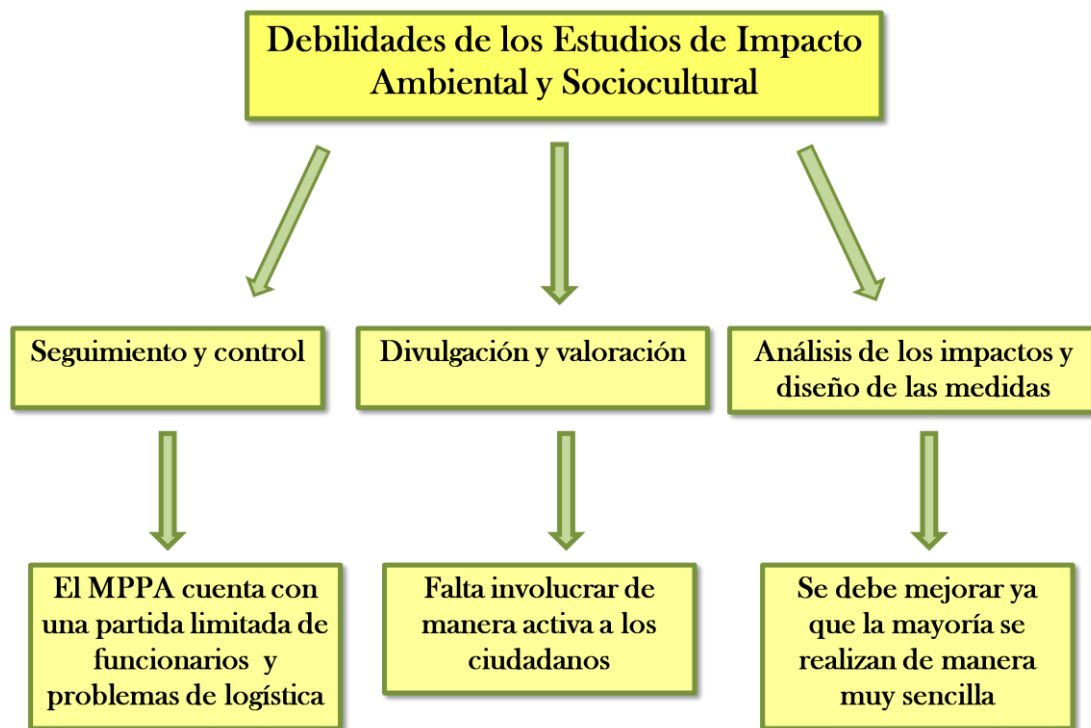 Debilidades de los Estudios de Impacto
Ambiental y Sociocultural
Seguimiento y control
Divulgación y valoración
Análisis de los impactos y
diseño de las medidas
El MPPA cuenta con
una partida limitada de
funcionarios y
problemas de logística
Falta involucrar de
manera activa a los
ciudadanos
Se debe mejorar ya
que la mayoría se
realizan de manera
muy sencilla